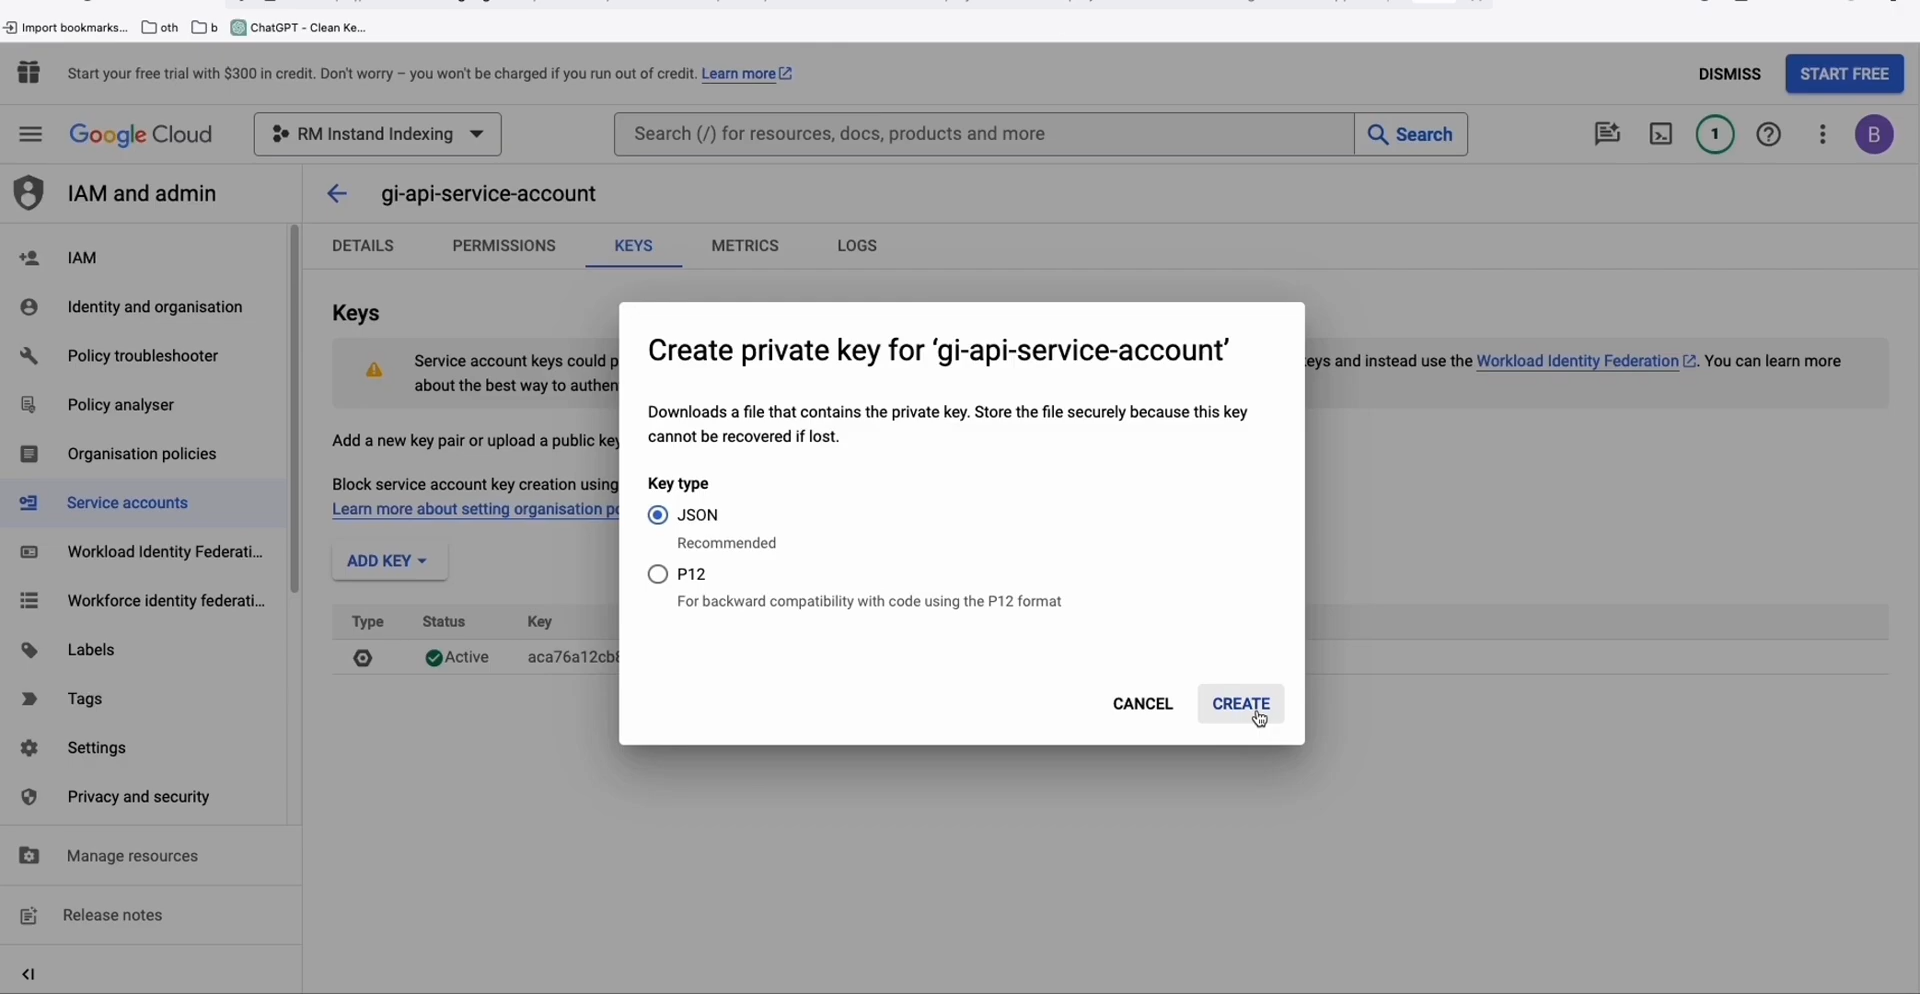 Import bookmarks...
oth
b
ChatGPT - Clean Ke...
Start your free trial with $300 in credit. Don't worry – you won't be charged if you run out of credit. Learn more
DISMISS
START FREE
Google Cloud
RM Instand Indexing
Search (/) for resources, docs, products and more
Search
1
B
IAM and admin
gi-api-service-account
DETAILS
PERMISSIONS
KEYS
METRICS
LOGS
IAM
Identity and organisation
Policy troubleshooter
Policy analyser
Organisation policies
Service accounts
Workload Identity Federati...
Workforce identity federati...
Labels
Tags
Settings
Privacy and security
Manage resources
Release notes
Keys
Service account keys could p
eys and instead use the Workload Identity Federation. You can learn more
about the best way to authen
Add a new key pair or upload a public key
Block service account key creation using
Learn more about setting organisation po
ADD KEY
Type Status Key
Active aca76a12cb8
Create private key for ‘gi-api-service-account’
Downloads a file that contains the private key. Store the file securely because this key
cannot be recovered if lost.
Key type
JSON
Recommended
P12
For backward compatibility with code using the P12 format
CANCEL
CREATE